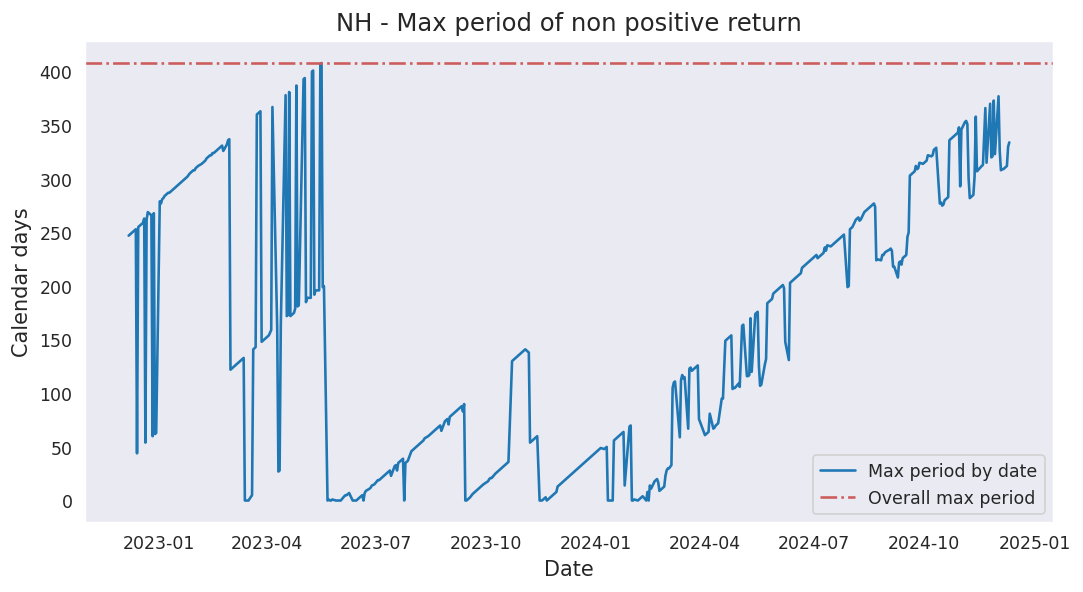 NH - Max period of non positive return
Calendar days
400
350
300
250
200
150
100
50
0
Max period by date
Overall max period
2023-01 2023-04 2023-07 2023-10 2024-01 2024-04 2024-07 2024-10 2025-01
Date